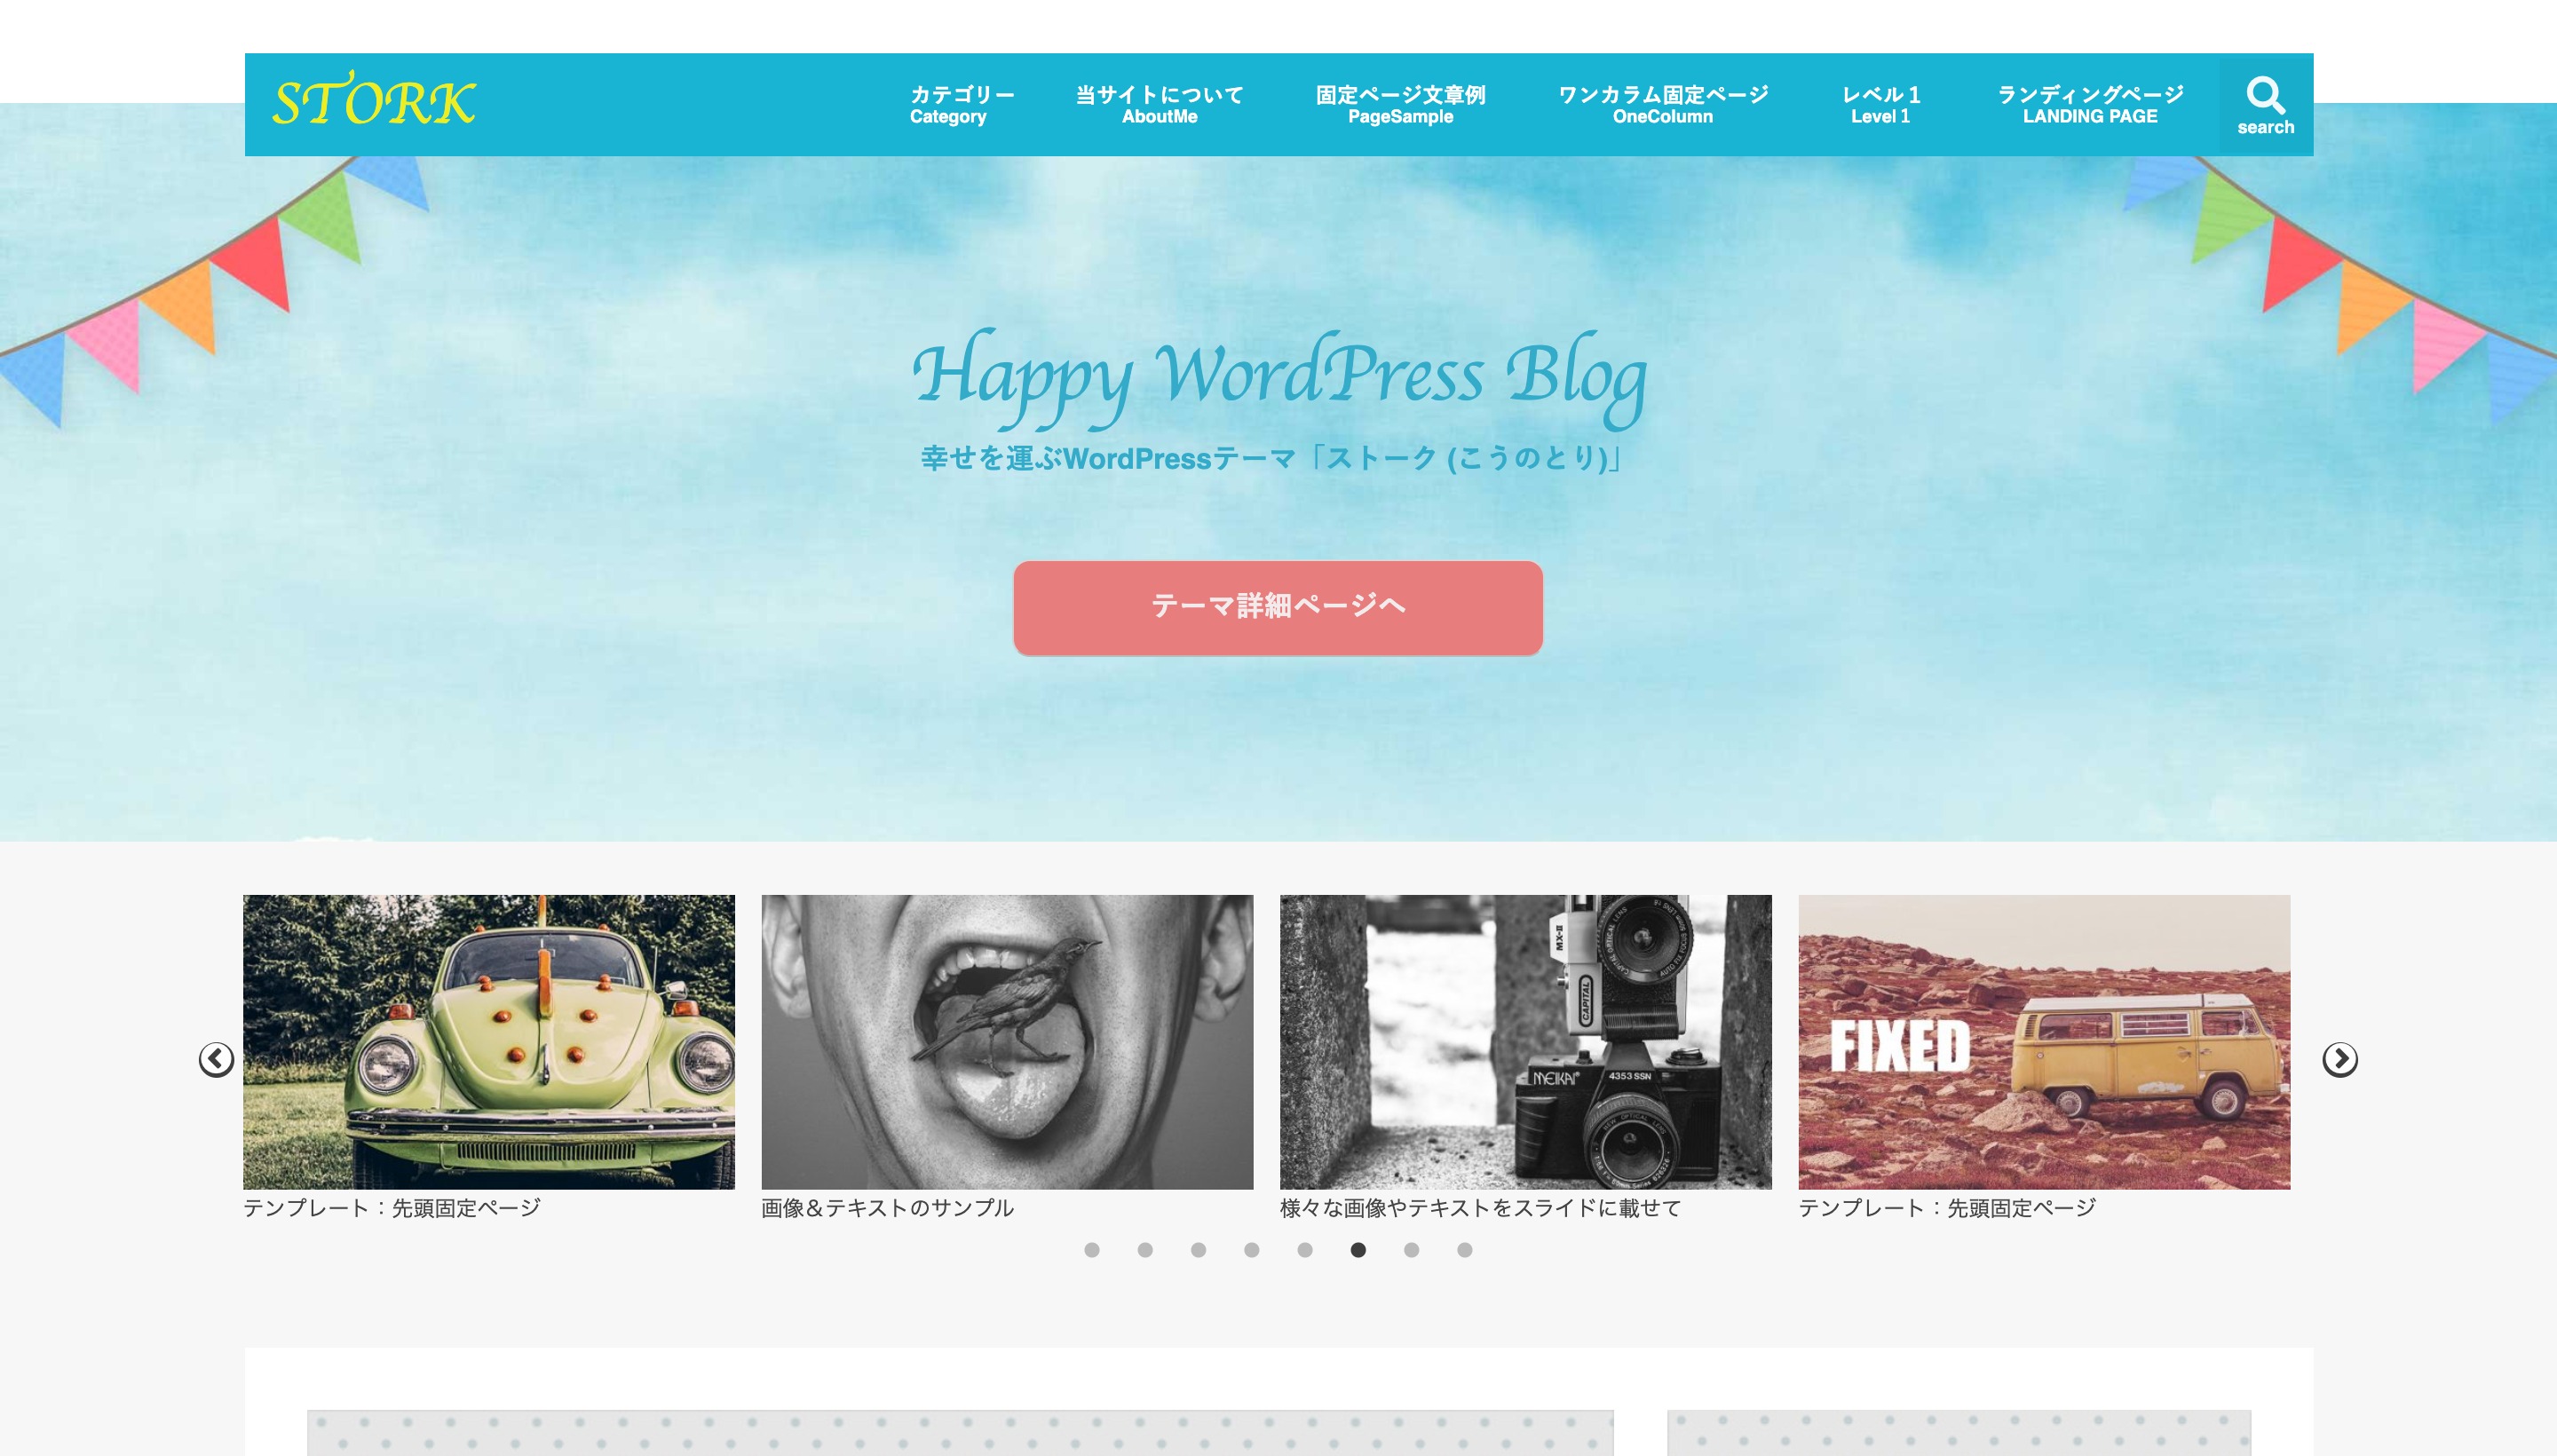 STORK
カテゴリー
Category
当サイトについて
AboutMe
固定ページ文章例
PageSample
ワンカラム固定ページ
OneColumn
レベル１
Level１
ランディングページ
LANDING PAGE
search
Happy WordPress Blog
幸せを運ぶWordPressテーマ「ストーク (こうのとり)」
テーマ詳細ページへ
MX-II
CAPITAL
MEIKAI
4353 SSN
FIXED
テンプレート：先頭固定ページ
画像＆テキストのサンプル
様々な画像やテキストをスライドに載せて
テンプレート：先頭固定ページ